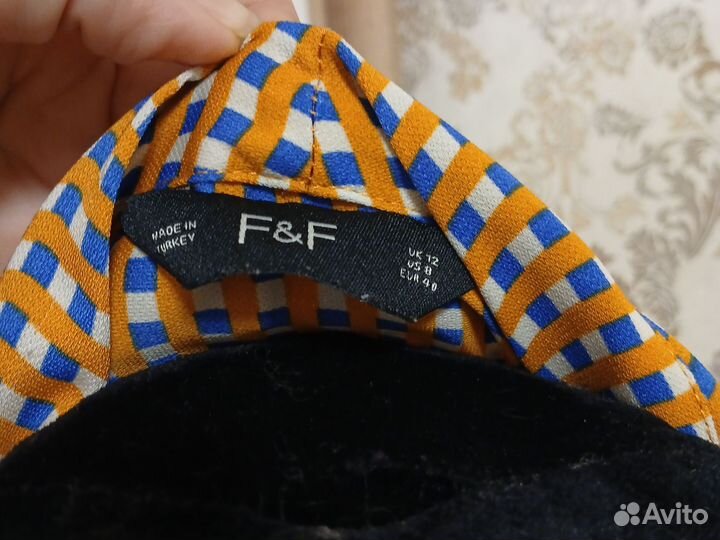 MADE IN
TURKEY
F&F
UK 12
US 8
EUR 40
Avito